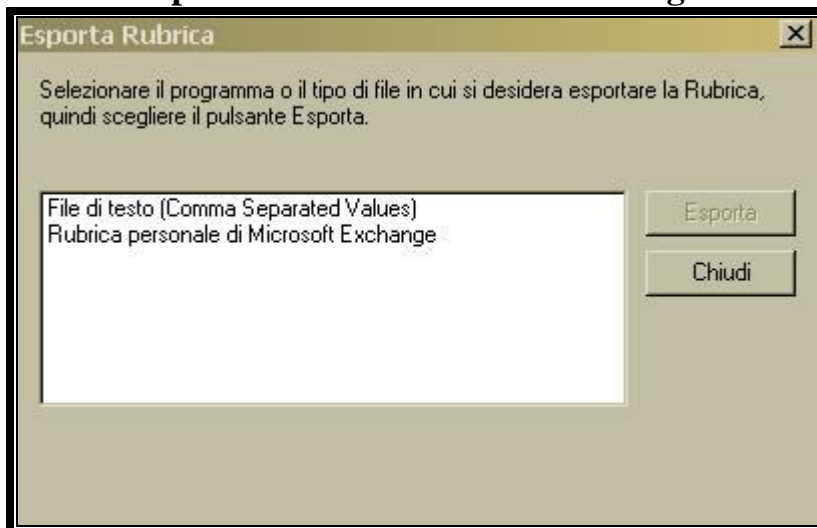 Esporta Rubrica
Selezionare il programma o il tipo di file in cui si desidera esportare la Rubrica,
quindi scegliere il pulsante Esporta.
File di testo (Comma Separated Values)
Rubrica personale di Microsoft Exchange
Esporta
Chiudi